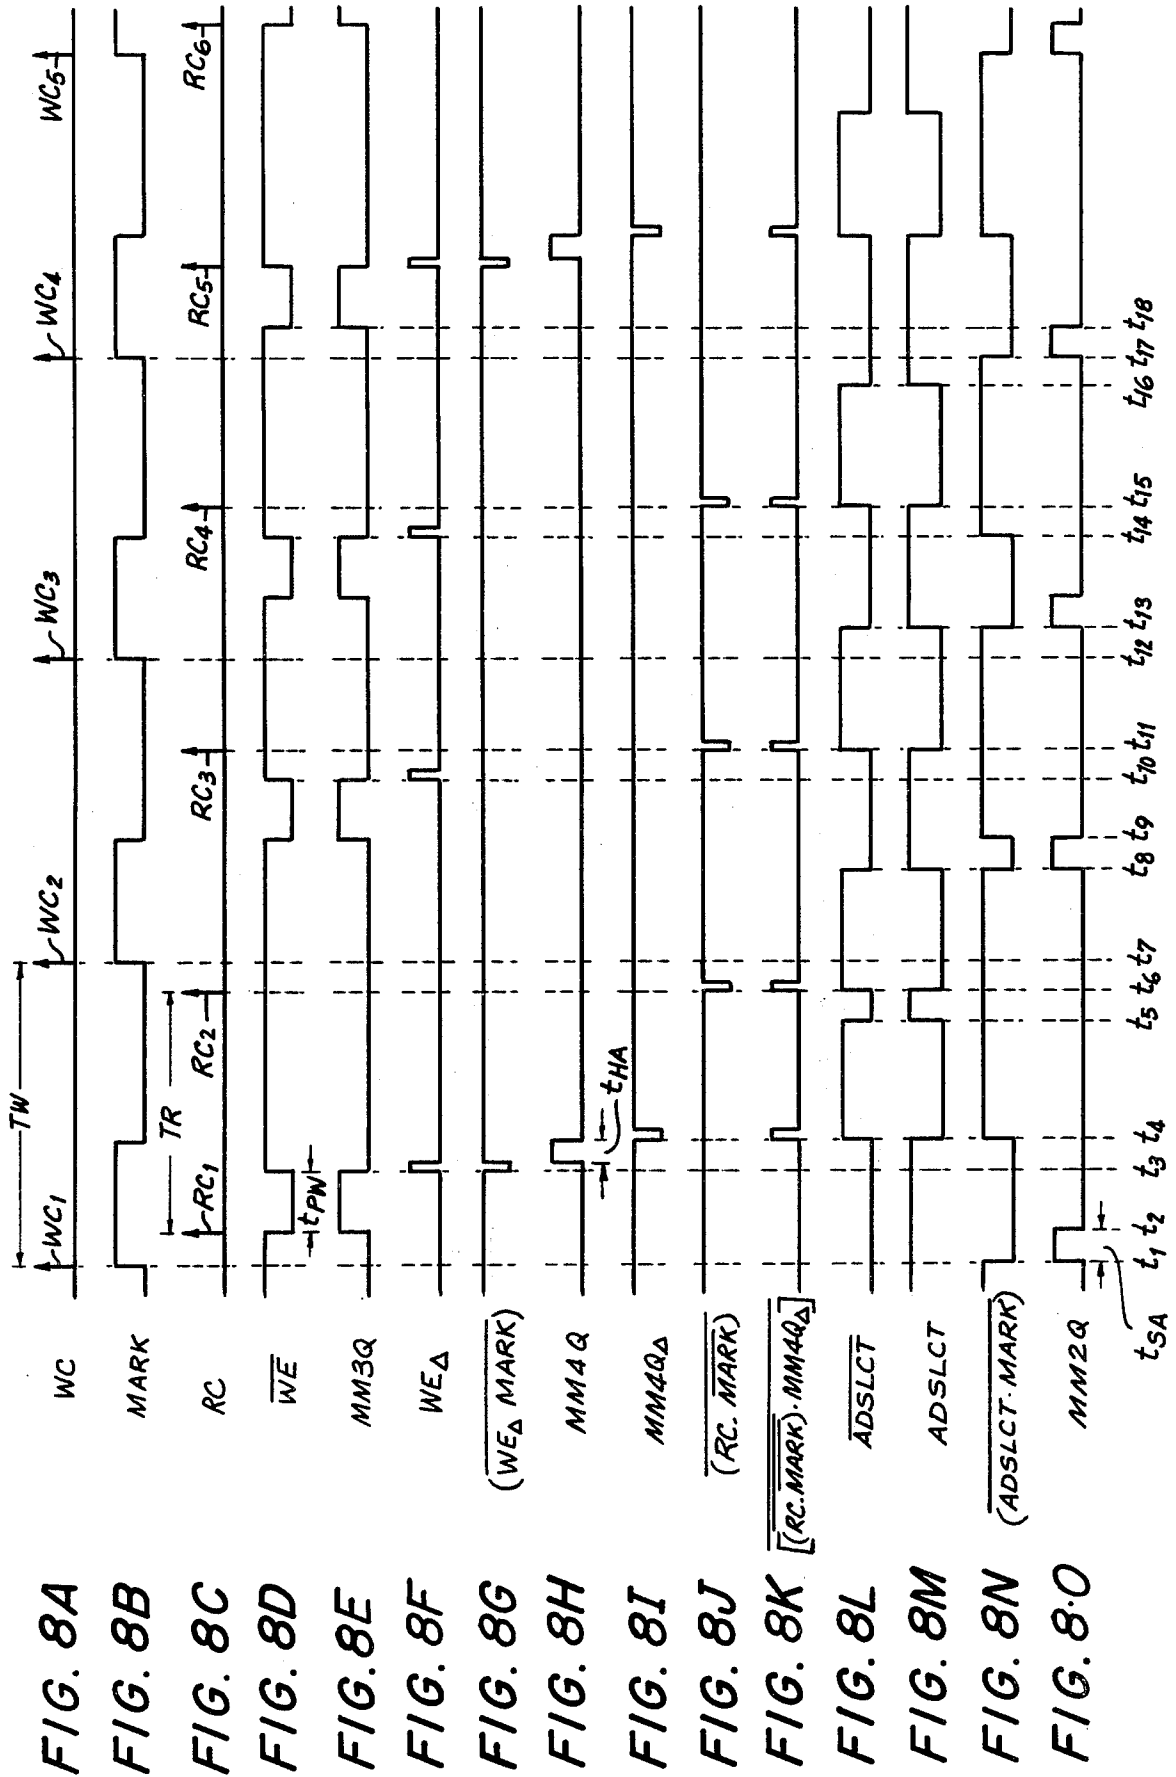 FIG. 8A WC WC1 TW WC2 WC3 WC4 WC5
FIG. 8B MARK
FIG. 8C RC RC1 TR RC2 RC3 RC4 RC5 RC6
FIG. 8D W̅E̅ tPW
FIG. 8E MM3Q
FIG. 8F WEΔ
FIG. 8G (WEΔ MARK)
FIG. 8H MM4Q tHA
FIG. 8I MM4QΔ
FIG. 8J (RC. MARK)
FIG. 8K [(RC.MARK).MM4QΔ]
FIG. 8L A̅D̅S̅L̅C̅T̅
FIG. 8M ADSLCT
FIG. 8N (ADSLCT.MARK)
FIG. 8.O MM2Q
tSA t1 t2 t3 t4 t5 t6 t7 t8 t9 t10 t11 t12 t13 t14 t15 t16 t17 t18